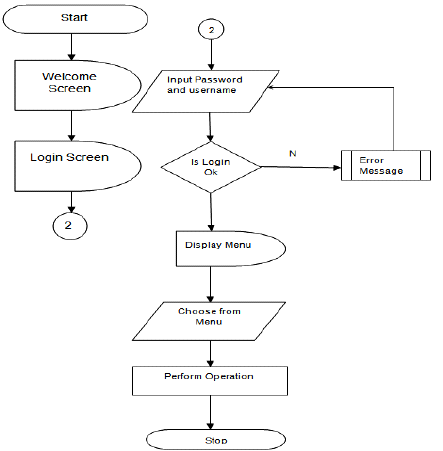 Start
Welcome
Screen
Login Screen
2
2
Input Password
and username
Is Login
Ok
N
Error
Message
Display Menu
Choose from
Menu
Perform Operation
Stop